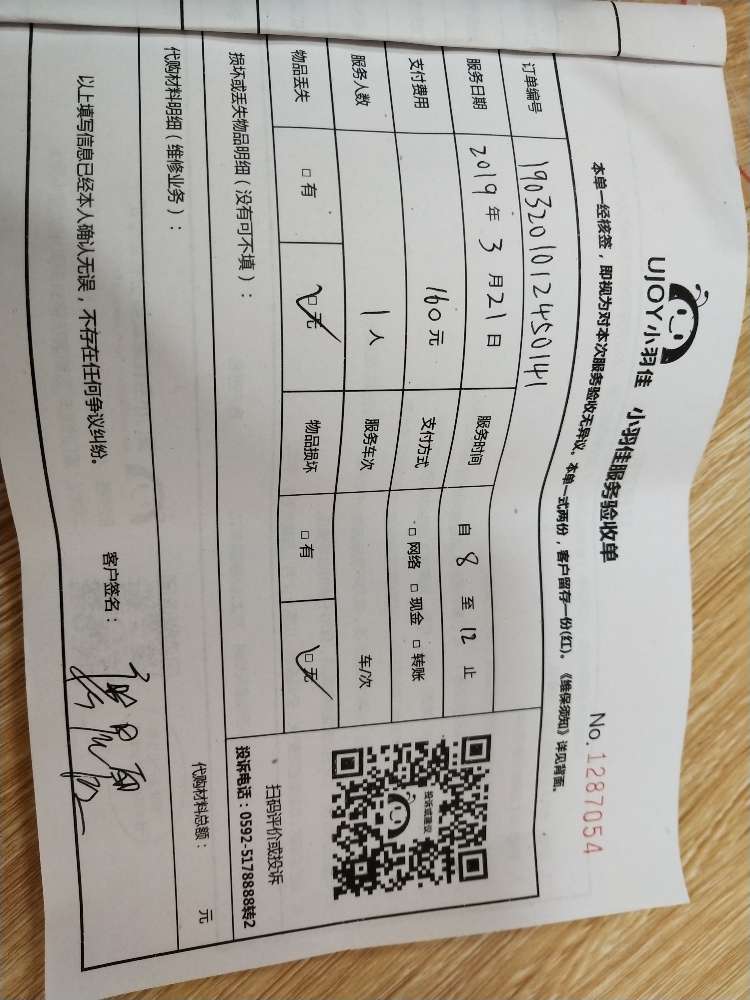 UJOY小羽佳 小羽佳服务验收单
No. 1287054
本单一经核签，即视为对本次服务验收无异议。本单一式两份，客户留存一份(红)。《维保须知》详见背面。
订单编号 1903201012450141
服务日期 2019 年 3 月 21 日 服务时间 自 8 至 12 止
支付费用 160 元 支付方式 □ 网络 □ 现金 □ 转账
服务人数 1 人 服务车次 车/次
物品丢失 □ 有 □ 无 物品损坏 □ 有 □ 无
损坏或丢失物品明细（没有可不填）：
投诉或建议
扫码评价或投诉
投诉电话：0592-5178888转2
代购材料明细（维修业务）： 代购材料总额： 元
以上填写信息已经本人确认无误，不存在任何争议纠纷。 客户签名：